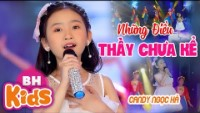 BH
Kids
Những Điều...
THẦY CHƯA KỂ
CANDY NGỌC HÀ